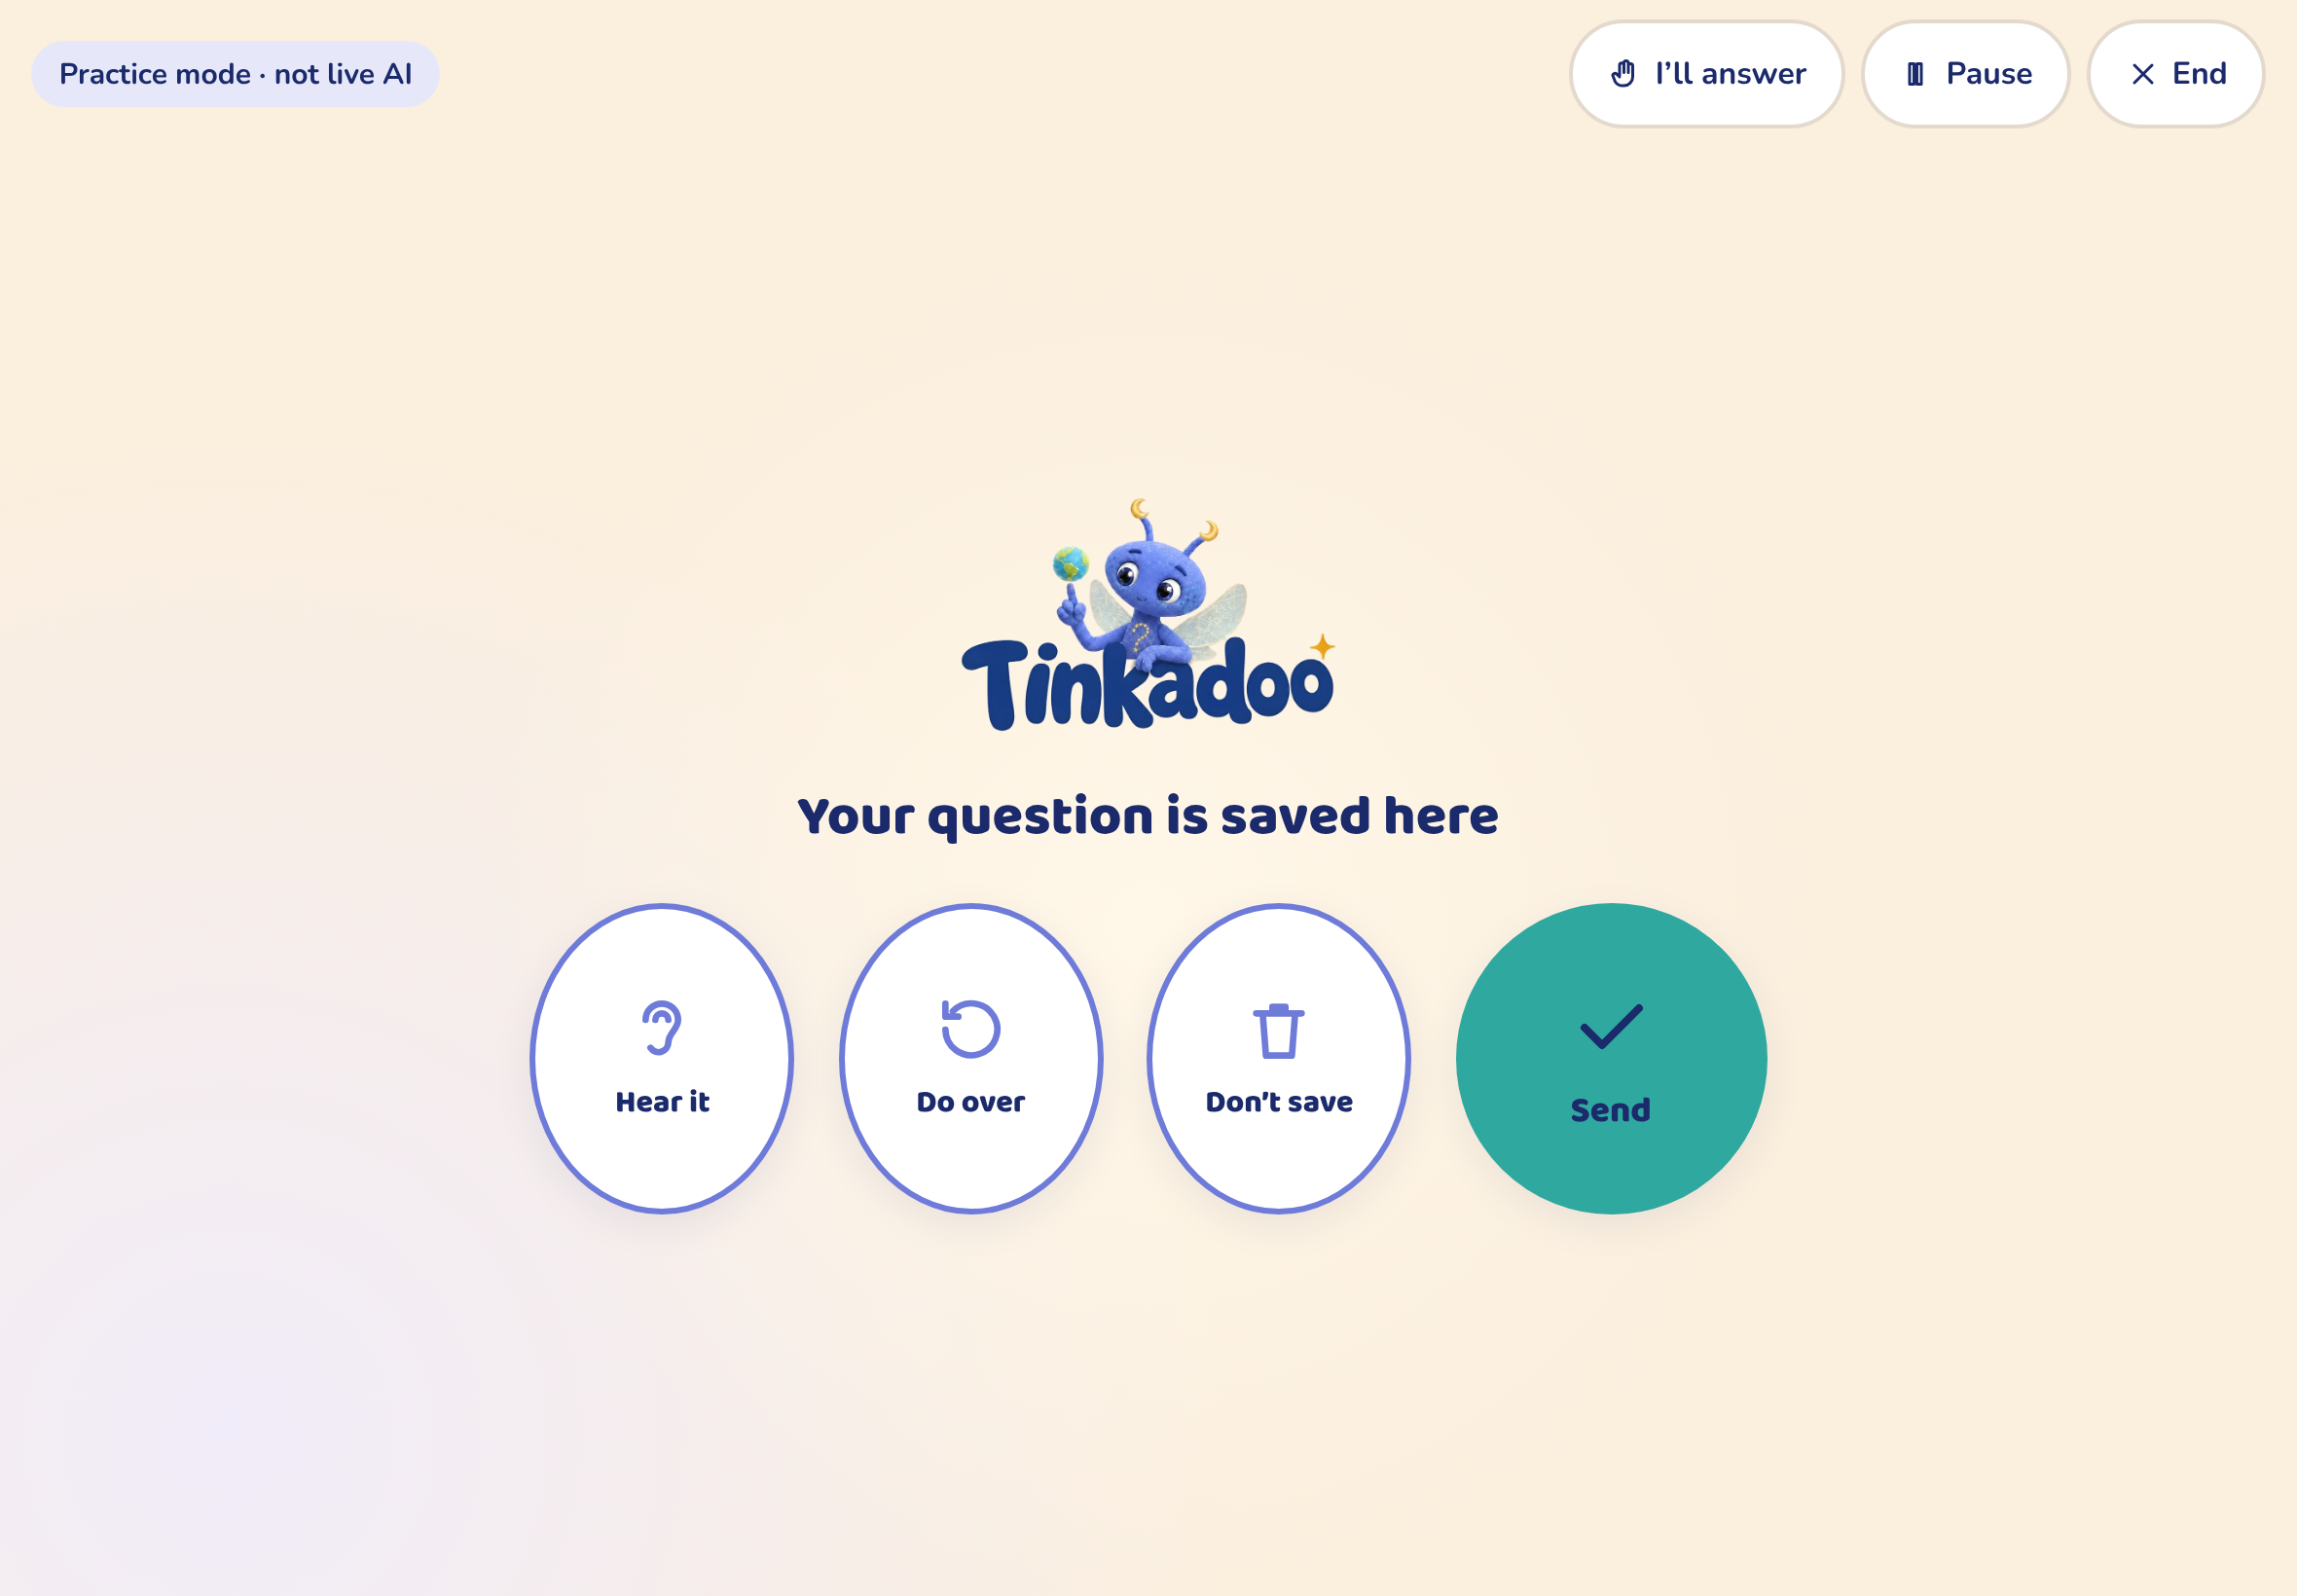 Practice mode · not live AI
I’ll answer
Pause
End
Tinkadoo
Your question is saved here
Hear it
Do over
Don’t save
Send